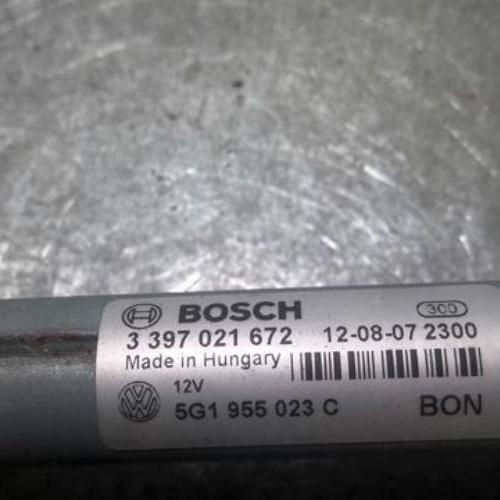 BOSCH 300
3 397 021 672 12-08-07 2300
Made in Hungary
12V
5G1 955 023 C BON